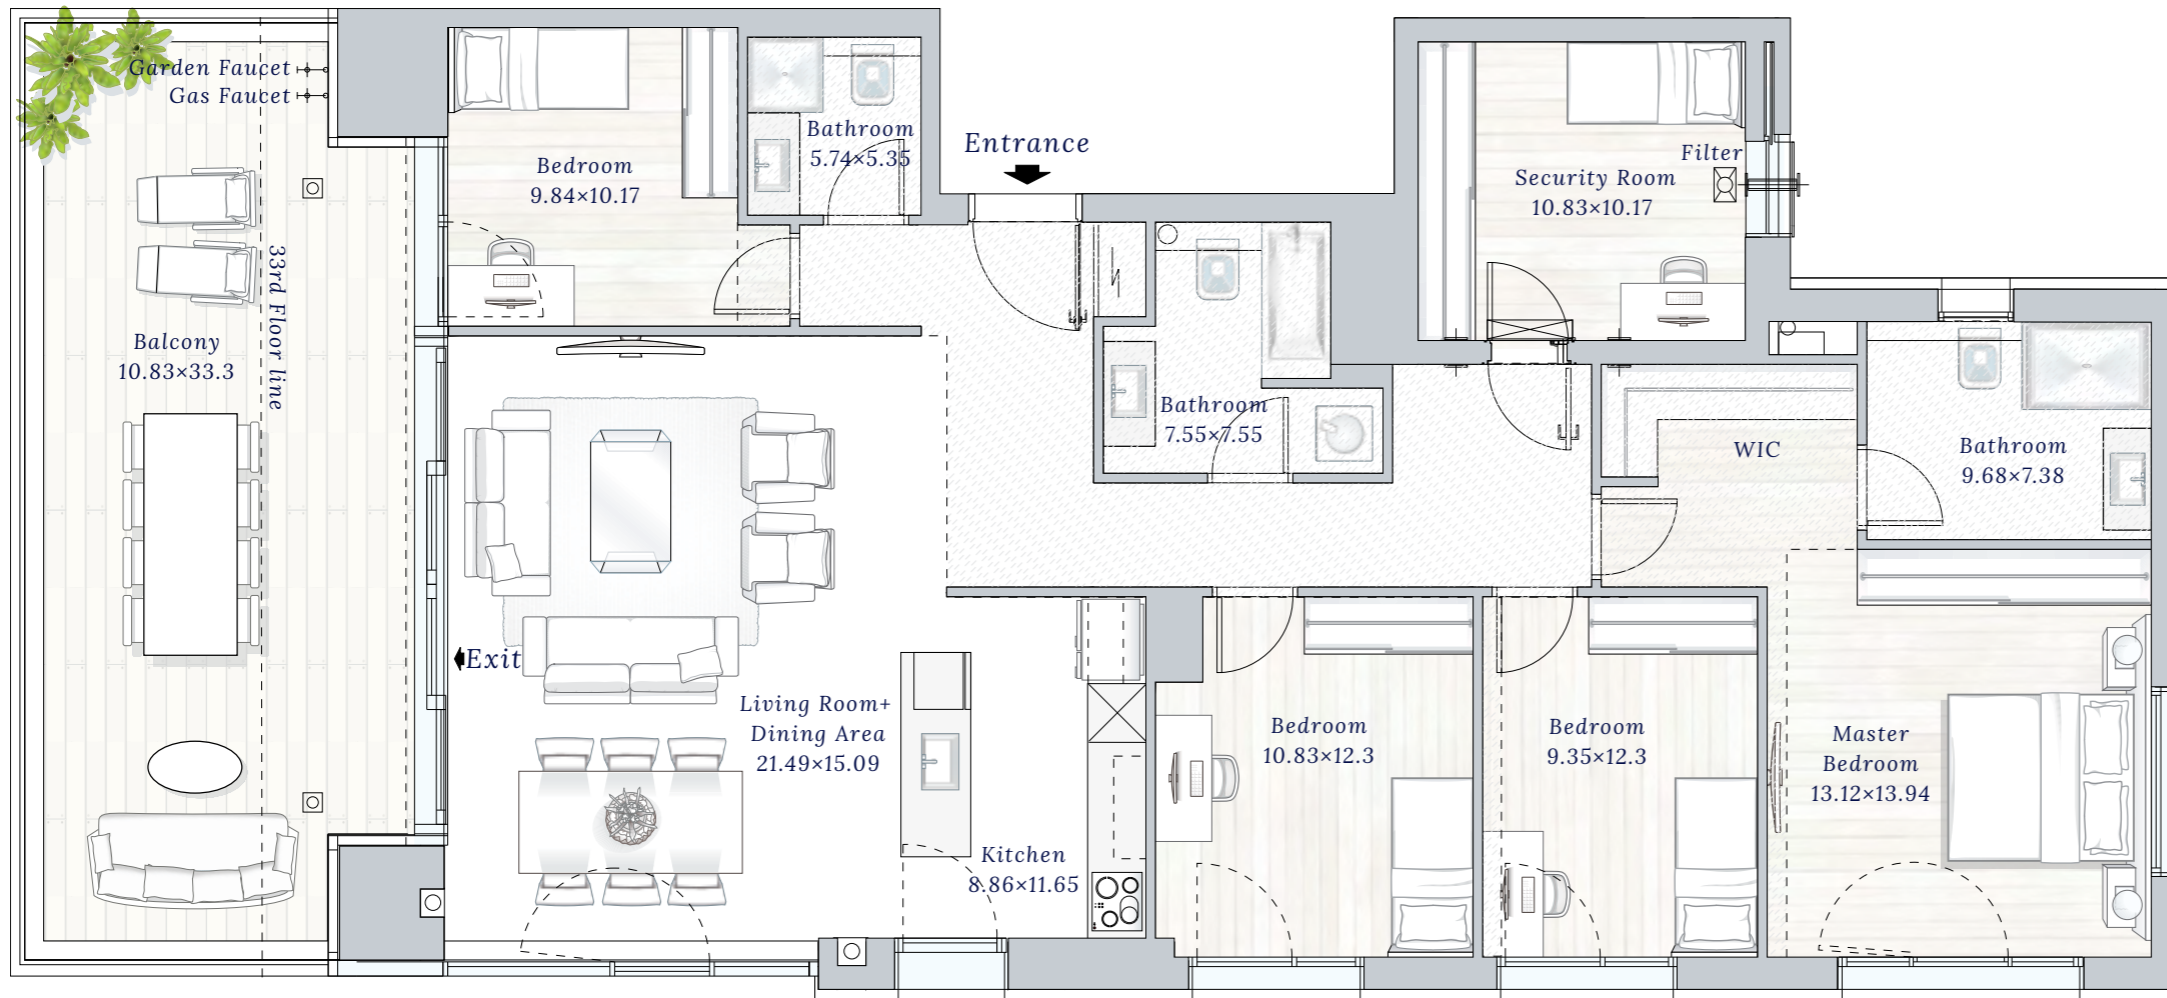 Garden Faucet
Gas Faucet
Bedroom
9.84×10.17
Bathroom
5.74×5.35
Entrance
Filter
Security Room
10.83×10.17
33rd Floor line
Balcony
10.83×33.3
Bathroom
7.55×7.55
WIC
Bathroom
9.68×7.38
Exit
Living Room+
Dining Area
21.49×15.09
Kitchen
8.86×11.65
Bedroom
10.83×12.3
Bedroom
9.35×12.3
Master
Bedroom
13.12×13.94